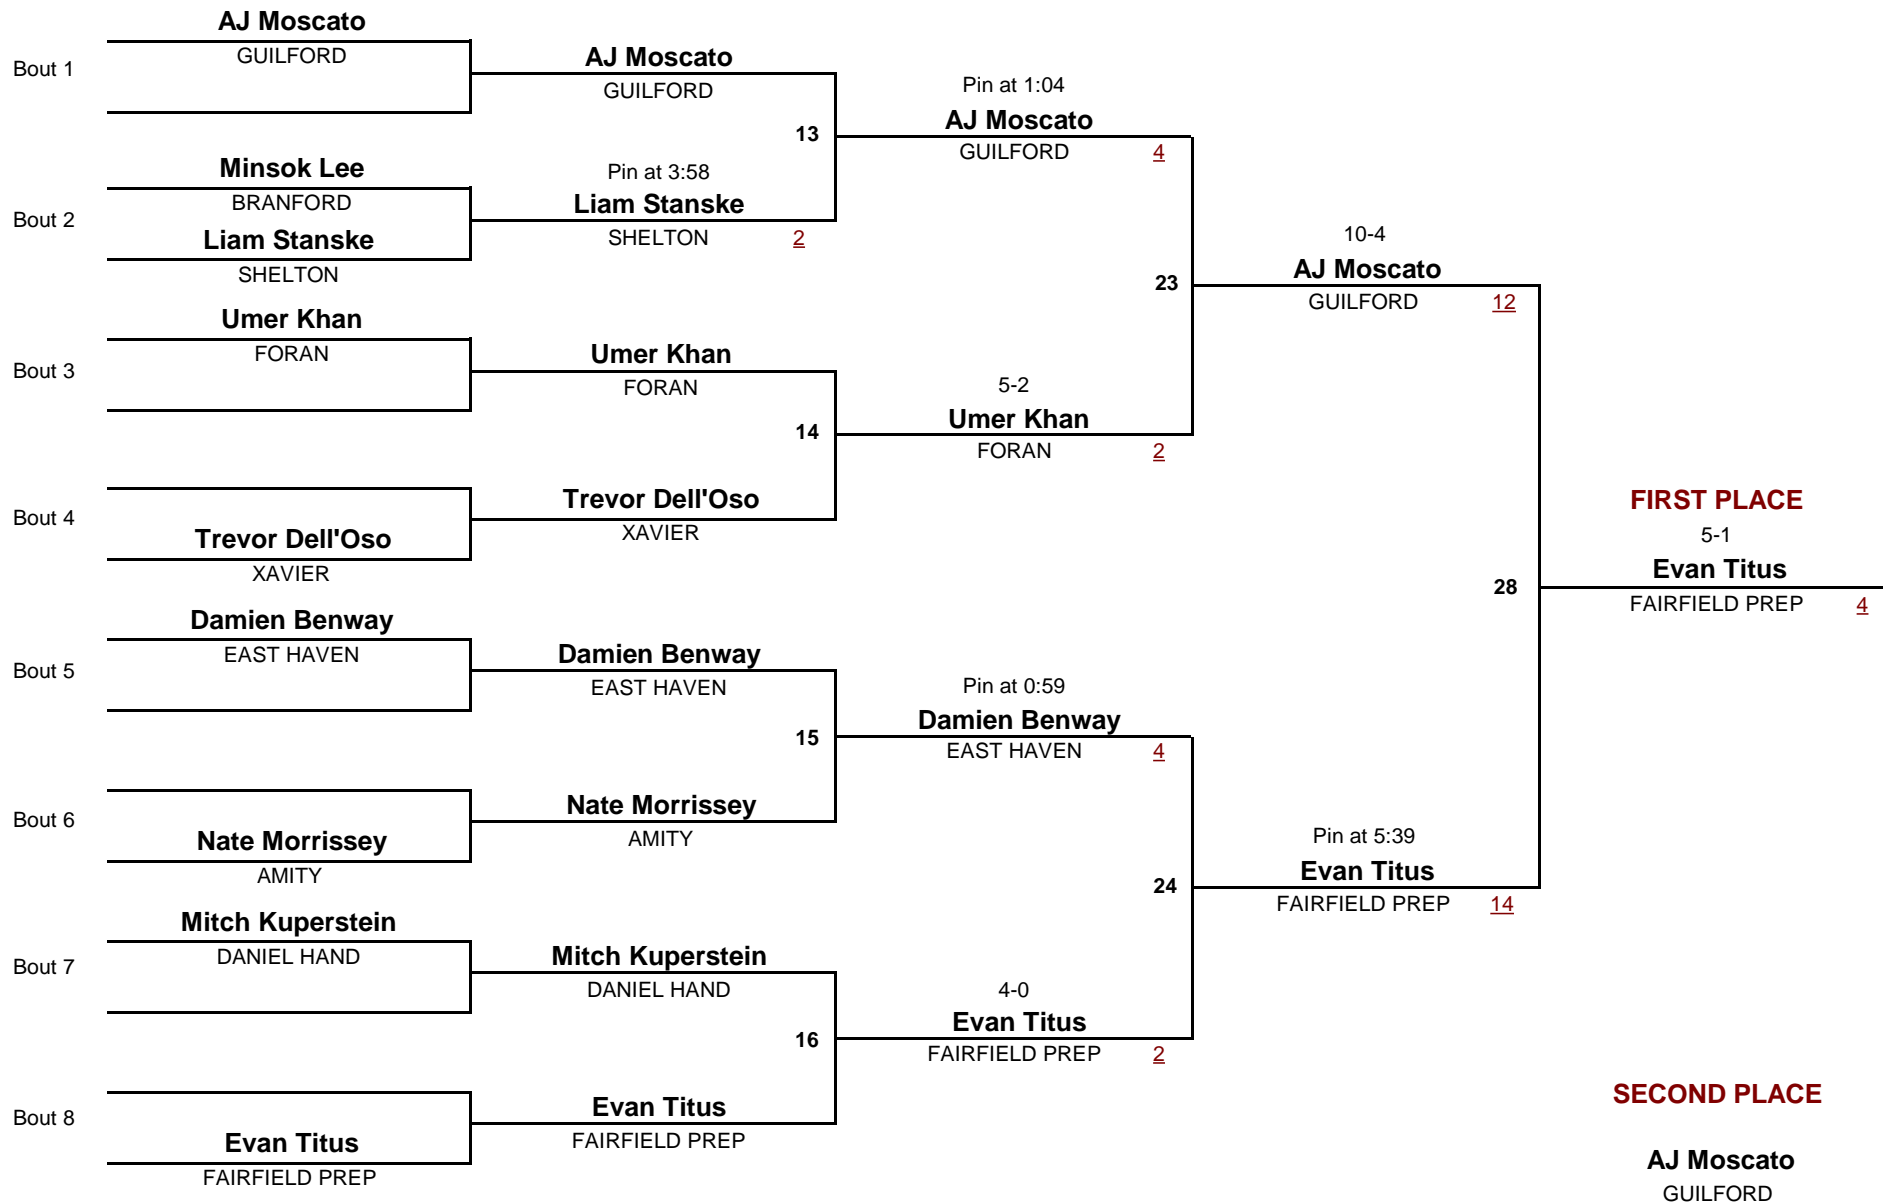 AJ Moscato
Bout 1
GUILFORD
AJ Moscato
GUILFORD
Pin at 1:04
13
AJ Moscato
GUILFORD
4
Minsok Lee
Pin at 3:58
Bout 2
BRANFORD
Liam Stanske
Liam Stanske
SHELTON
2
SHELTON
10-4
23
AJ Moscato
GUILFORD
12
Umer Khan
Bout 3
FORAN
Umer Khan
FORAN
5-2
14
Umer Khan
FORAN
2
Bout 4
Trevor Dell'Oso
XAVIER
Trevor Dell'Oso
XAVIER
FIRST PLACE
5-1
28
Evan Titus
FAIRFIELD PREP
4
Damien Benway
Bout 5
EAST HAVEN
Damien Benway
EAST HAVEN
Pin at 0:59
15
Damien Benway
EAST HAVEN
4
Bout 6
Nate Morrissey
AMITY
Nate Morrissey
AMITY
Pin at 5:39
24
Evan Titus
FAIRFIELD PREP
14
Mitch Kuperstein
Bout 7
DANIEL HAND
Mitch Kuperstein
DANIEL HAND
4-0
16
Evan Titus
FAIRFIELD PREP
2
Bout 8
Evan Titus
FAIRFIELD PREP
Evan Titus
FAIRFIELD PREP
SECOND PLACE
AJ Moscato
GUILFORD